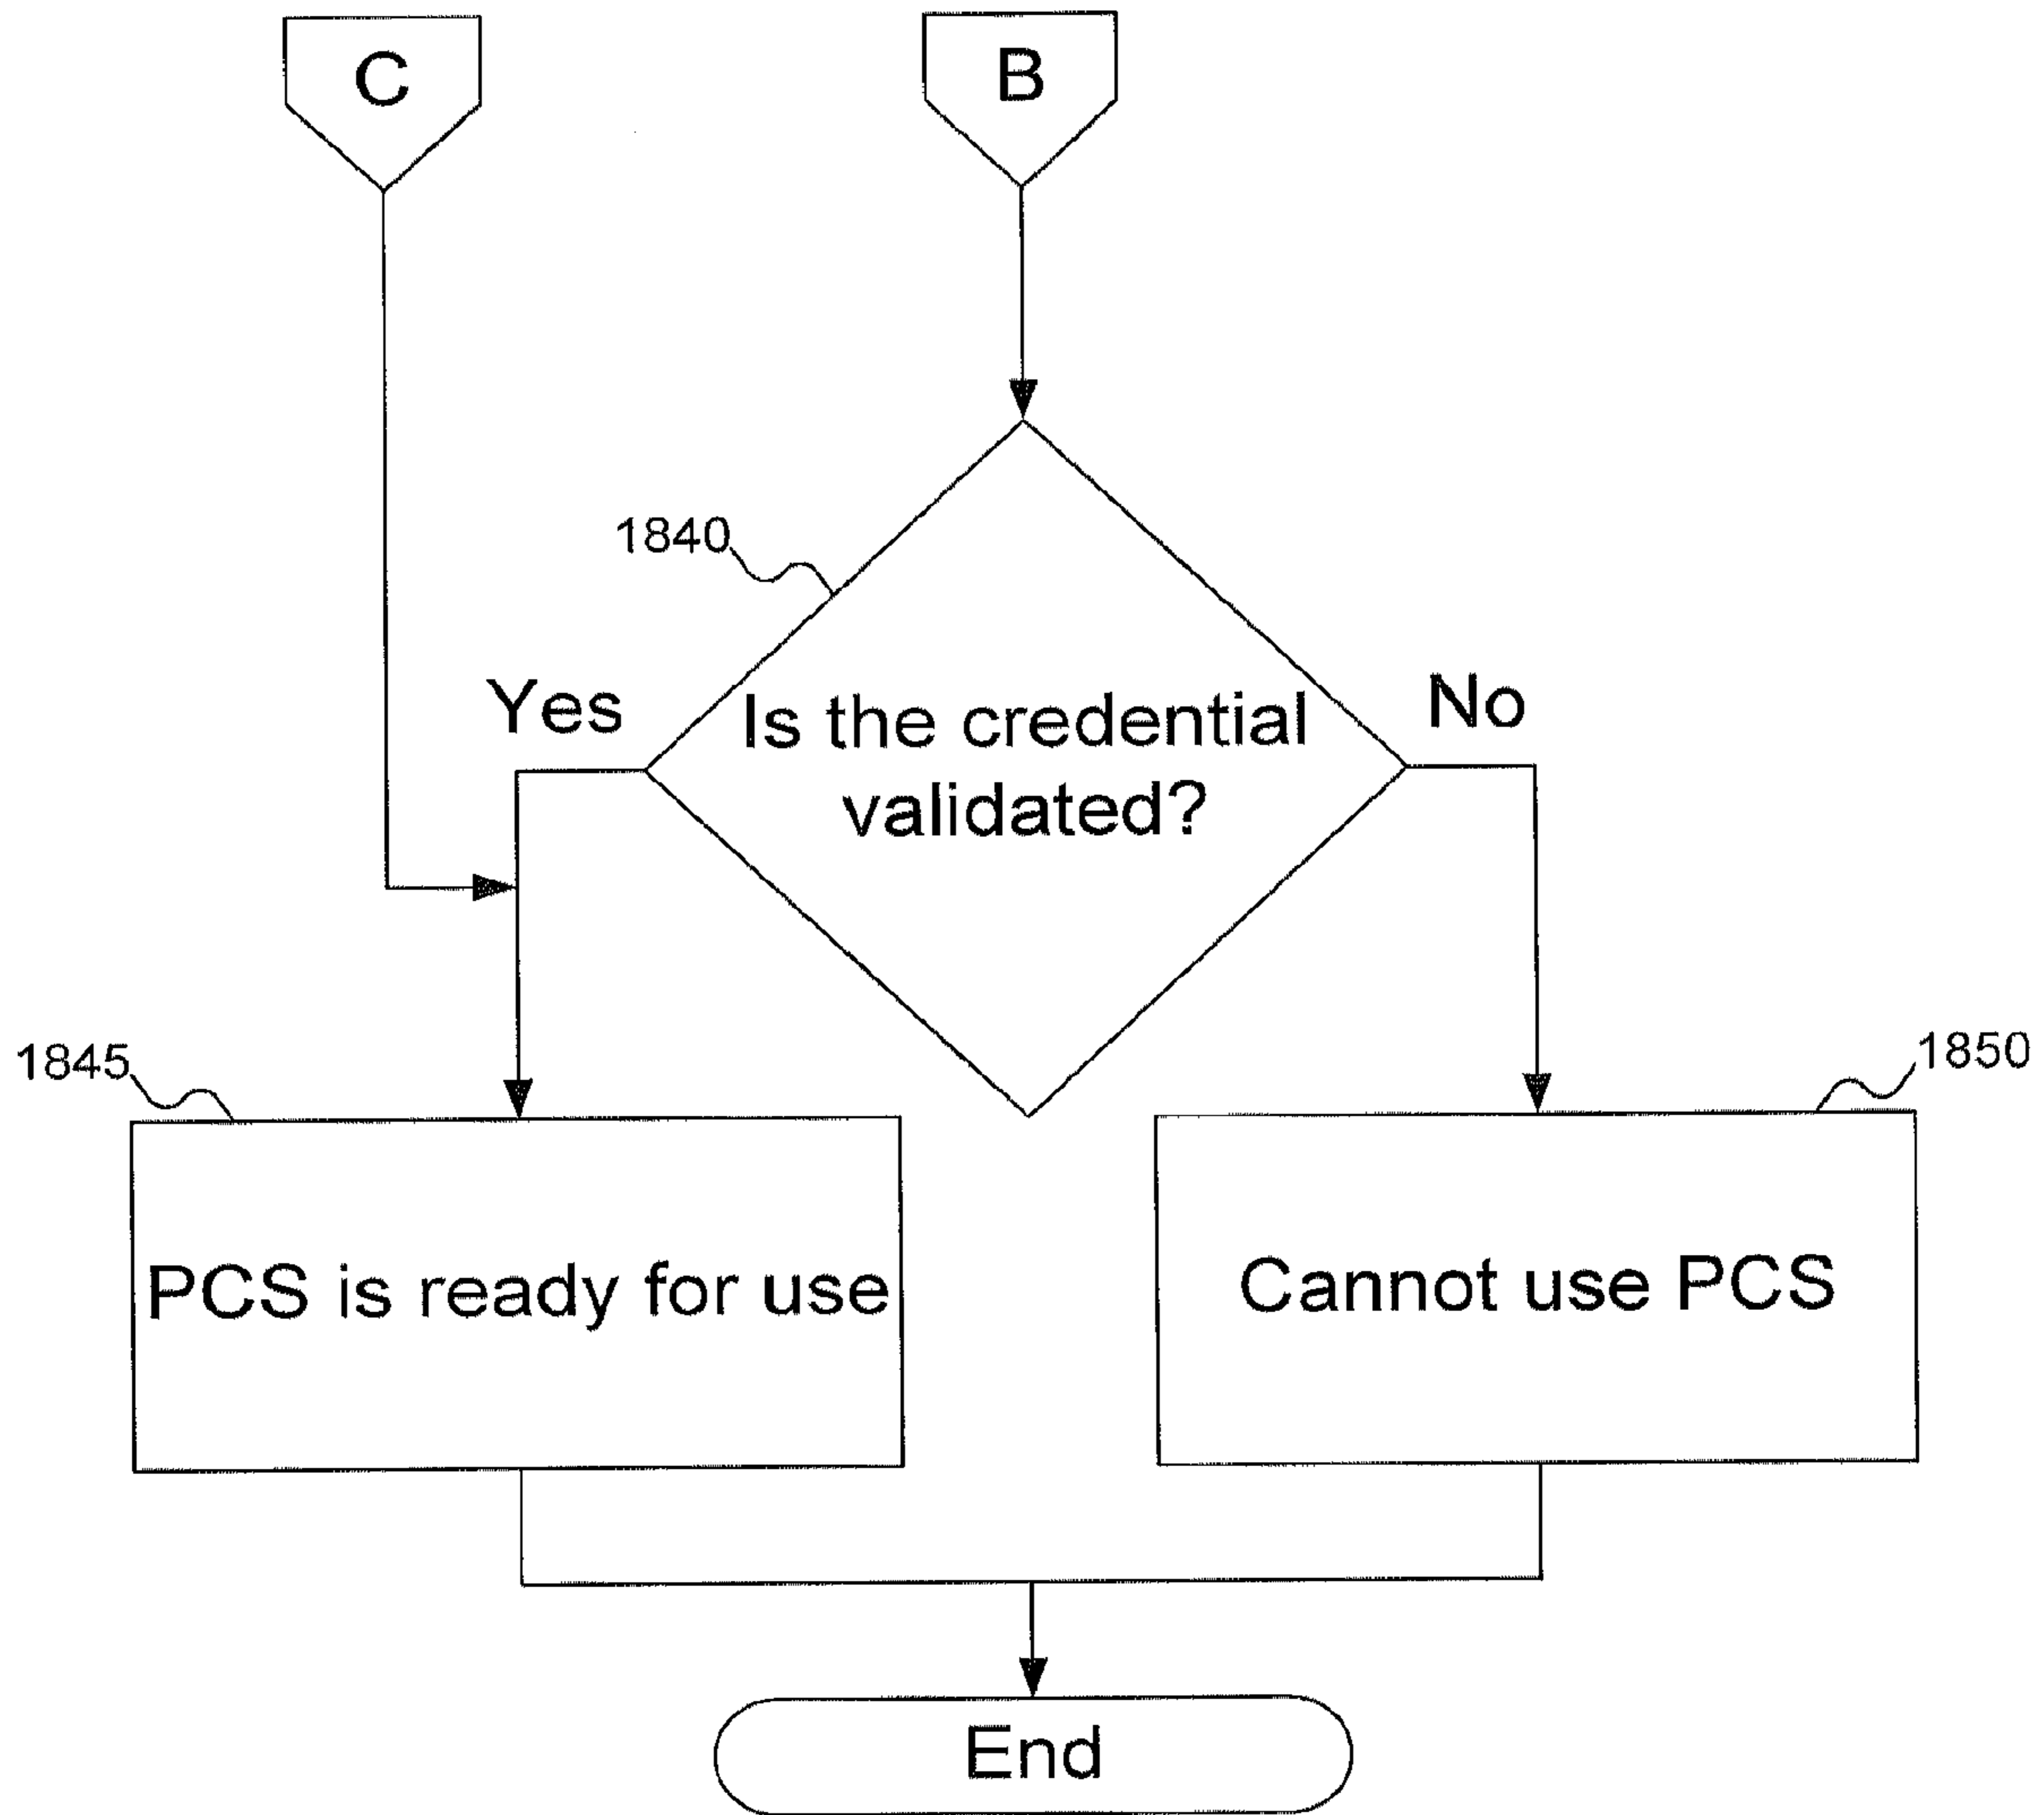 C
B
1840
Yes
No
Is the credential
validated?
1845
1850
PCS is ready for use
Cannot use PCS
End